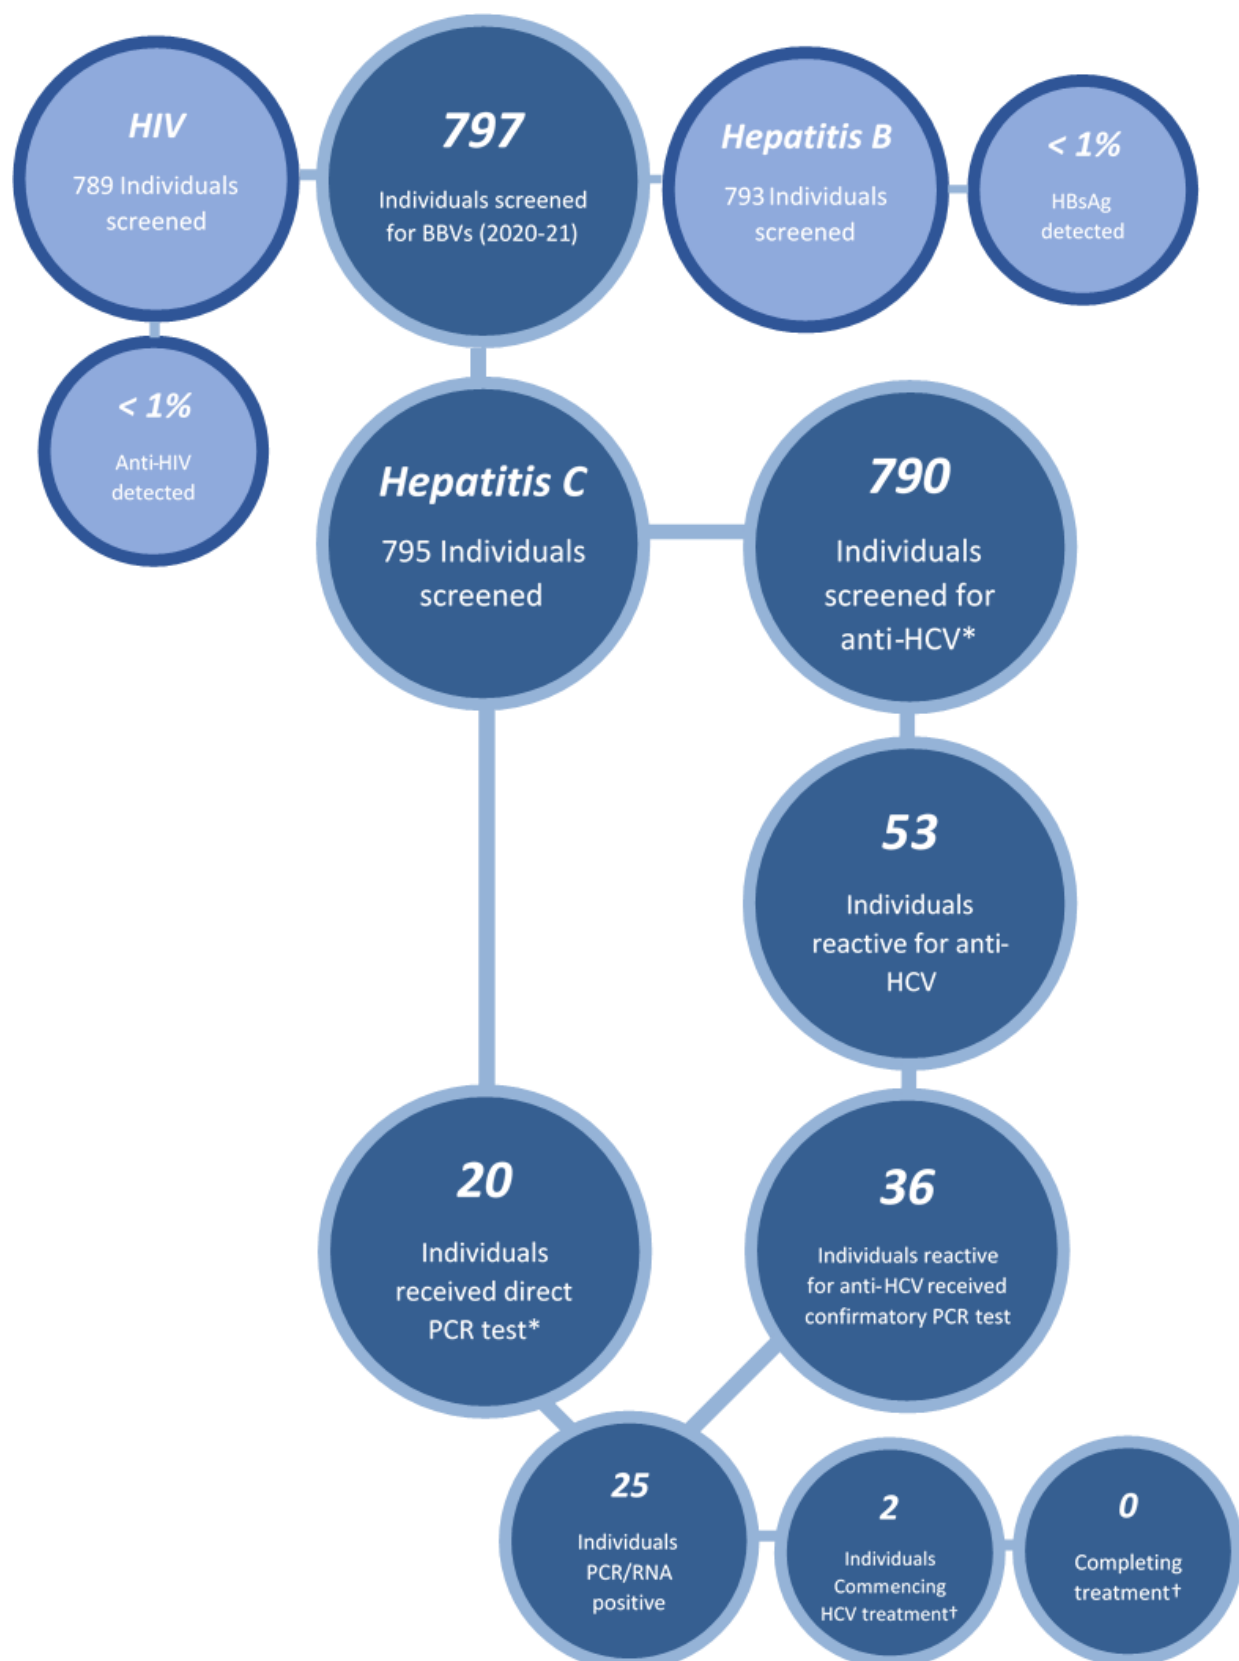 HIV
789 Individuals
screened
797
Individuals screened
for BBVs (2020-21)
Hepatitis B
793 Individuals
screened
< 1%
HBsAg
detected
< 1%
Anti-HIV
detected
Hepatitis C
795 Individuals
screened
790
Individuals
screened for
anti-HCV*
53
Individuals
reactive for anti-
HCV
20
Individuals
received direct
PCR test*
36
Individuals reactive
for anti-HCV received
confirmatory PCR test
25
Individuals
PCR/RNA
positive
2
Individuals
Commencing
HCV treatment†
0
Completing
treatment†